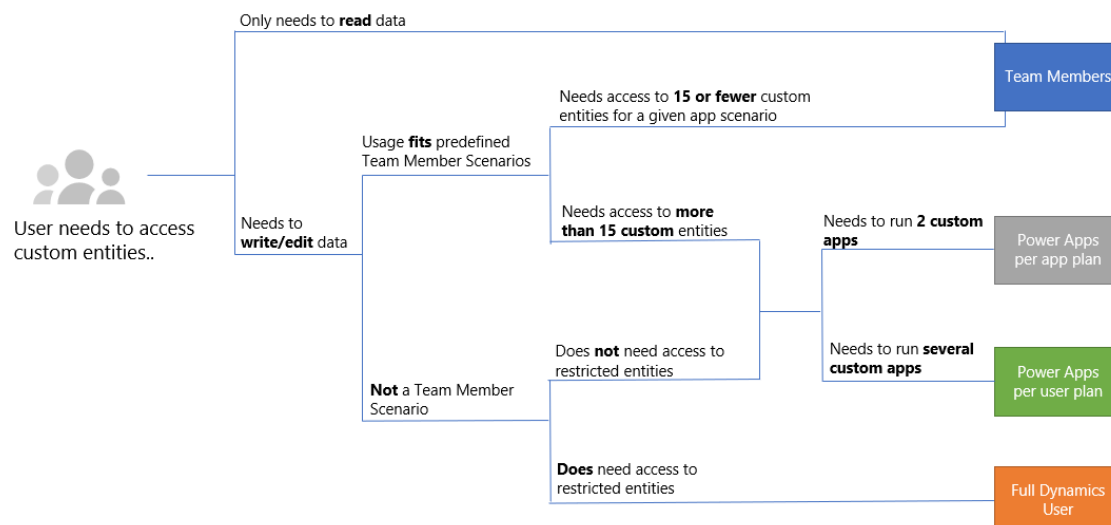 Only needs to read data
Team Members
Needs access to 15 or fewer custom
entities for a given app scenario
Usage fits predefined
Team Member Scenarios
User needs to access
custom entities..
Needs to
write/edit data
Needs access to more
than 15 custom entities
Needs to run 2 custom
apps
Power Apps
per app plan
Does not need access to
restricted entities
Needs to run several
custom apps
Power Apps
per user plan
Not a Team Member
Scenario
Does need access to
restricted entities
Full Dynamics
User